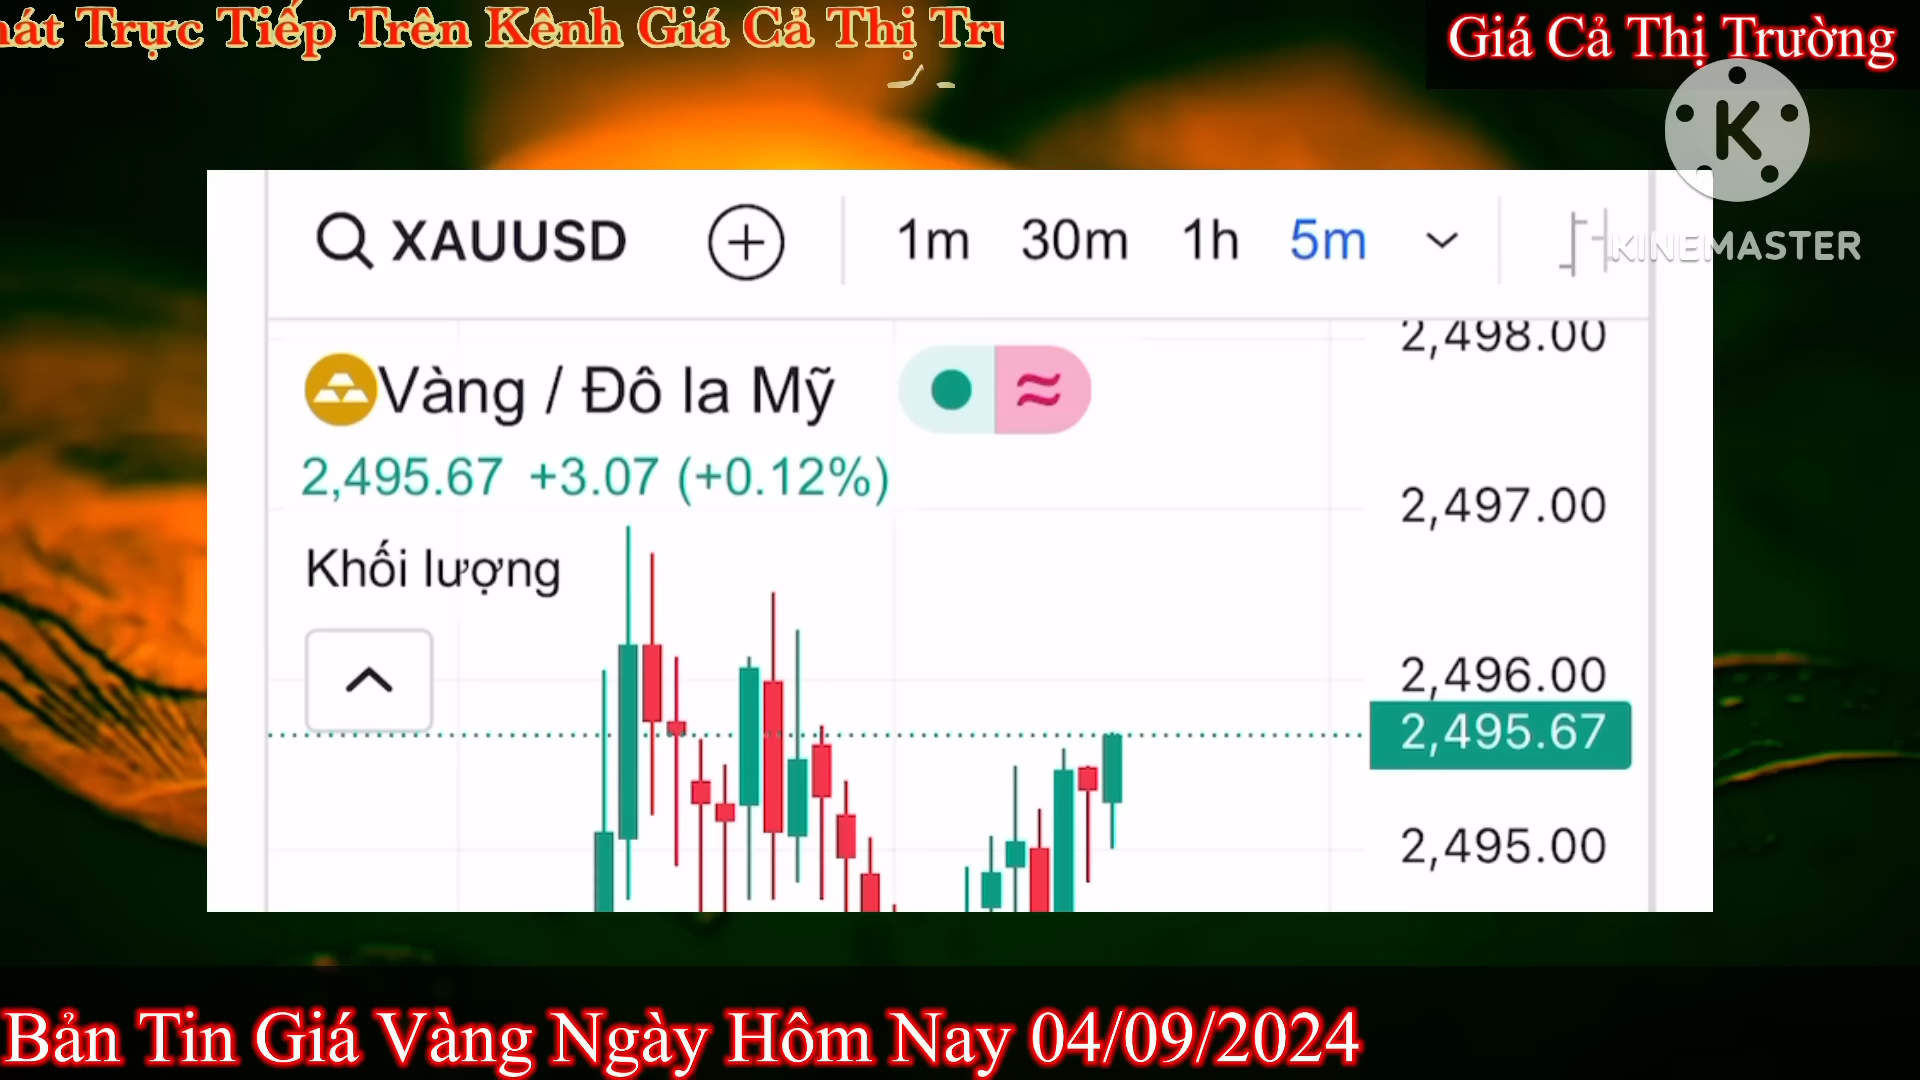 Trực Tiếp Trên Kênh Giá Cả Thị
Giá Cả Thị Trường
K
KINEMASTER
XAUUSD
1m 30m 1h 5m
Vàng / Đô la Mỹ
2,495.67 +3.07 (+0.12%)
Khối lượng
2,498.00
2,497.00
2,496.00
2,495.67
2,495.00
Bản Tin Giá Vàng Ngày Hôm Nay 04/09/2024